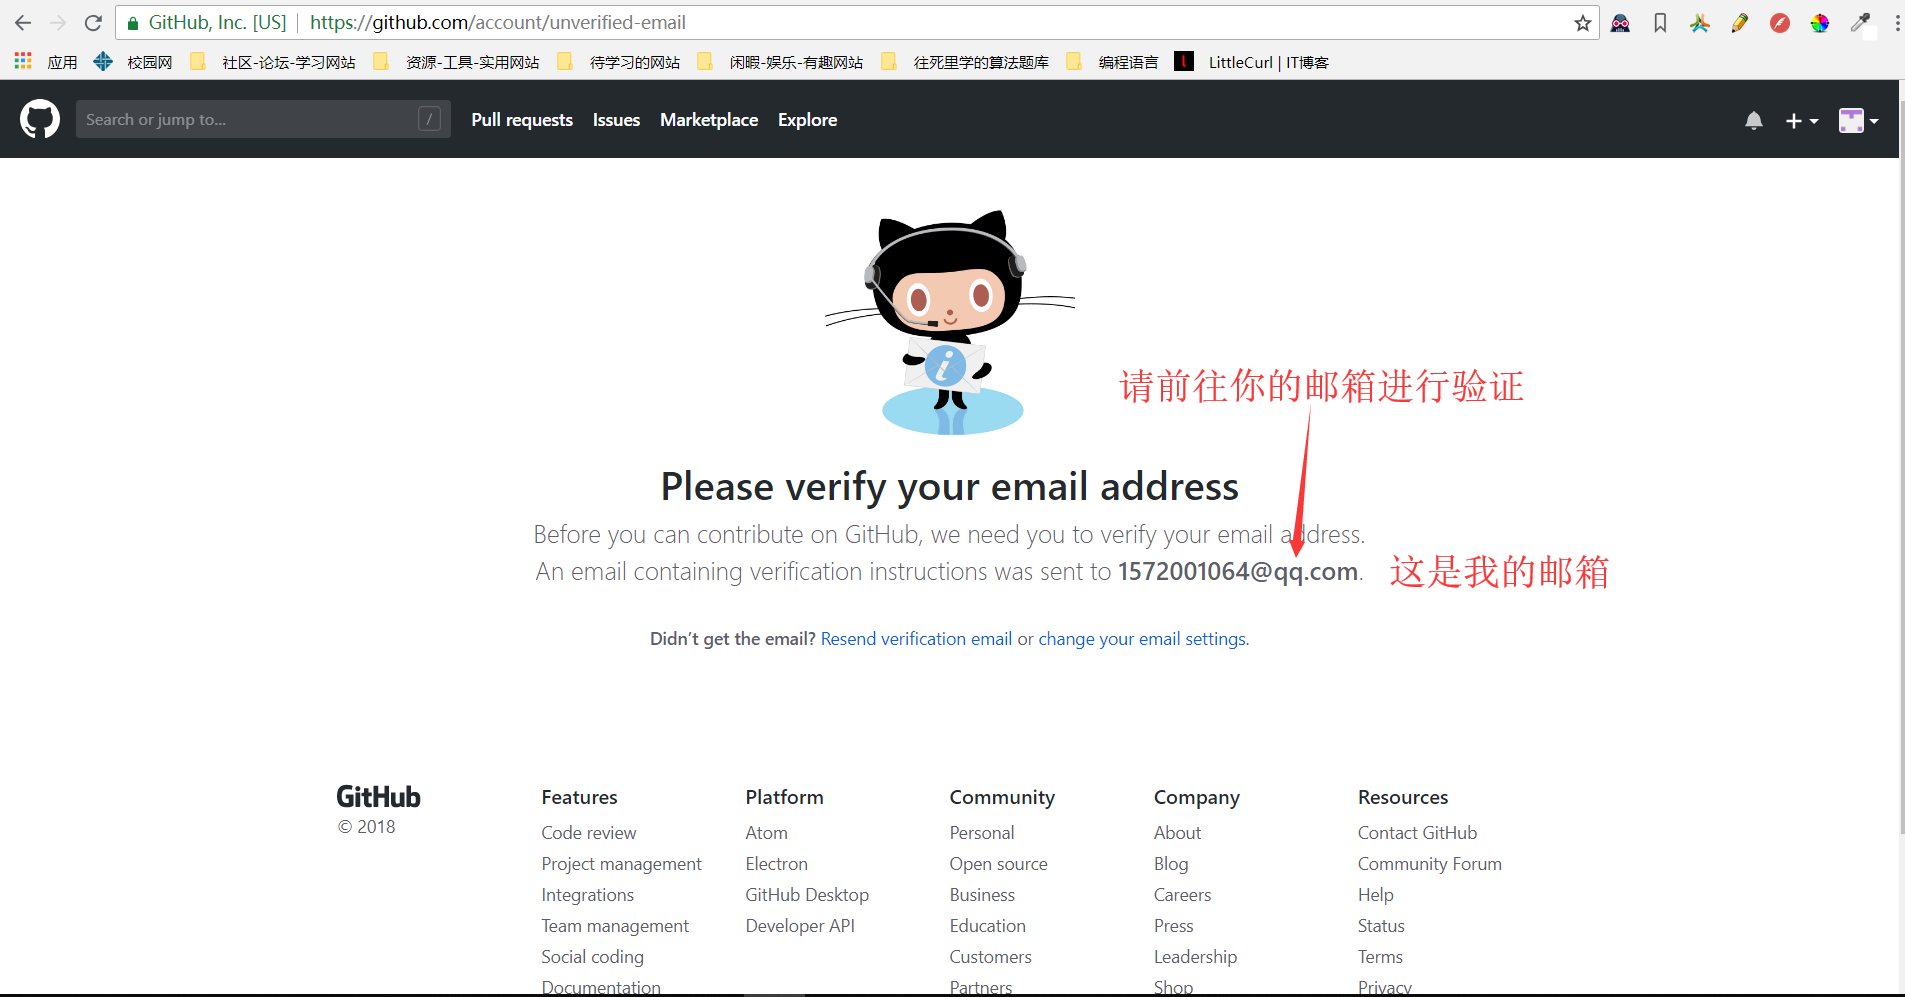 GitHub, Inc. [US] https://github.com/account/unverified-email
应用 校园网 社区-论坛-学习网站 资源-工具-实用网站 待学习的网站 闲暇-娱乐-有趣网站 往死里学的算法题库 编程语言 LittleCurl | IT博客
Search or jump to... / Pull requests Issues Marketplace Explore
请前往你的邮箱进行验证
Please verify your email address
Before you can contribute on GitHub, we need you to verify your email address.
An email containing verification instructions was sent to 1572001064@qq.com. 这是我的邮箱
Didn't get the email? Resend verification email or change your email settings.
GitHub
© 2018
Features
Code review
Project management
Integrations
Team management
Social coding
Documentation
Platform
Atom
Electron
GitHub Desktop
Developer API
Community
Personal
Open source
Business
Education
Customers
Partners
Company
About
Blog
Careers
Press
Leadership
Shop
Resources
Contact GitHub
Community Forum
Help
Status
Terms
Privacy